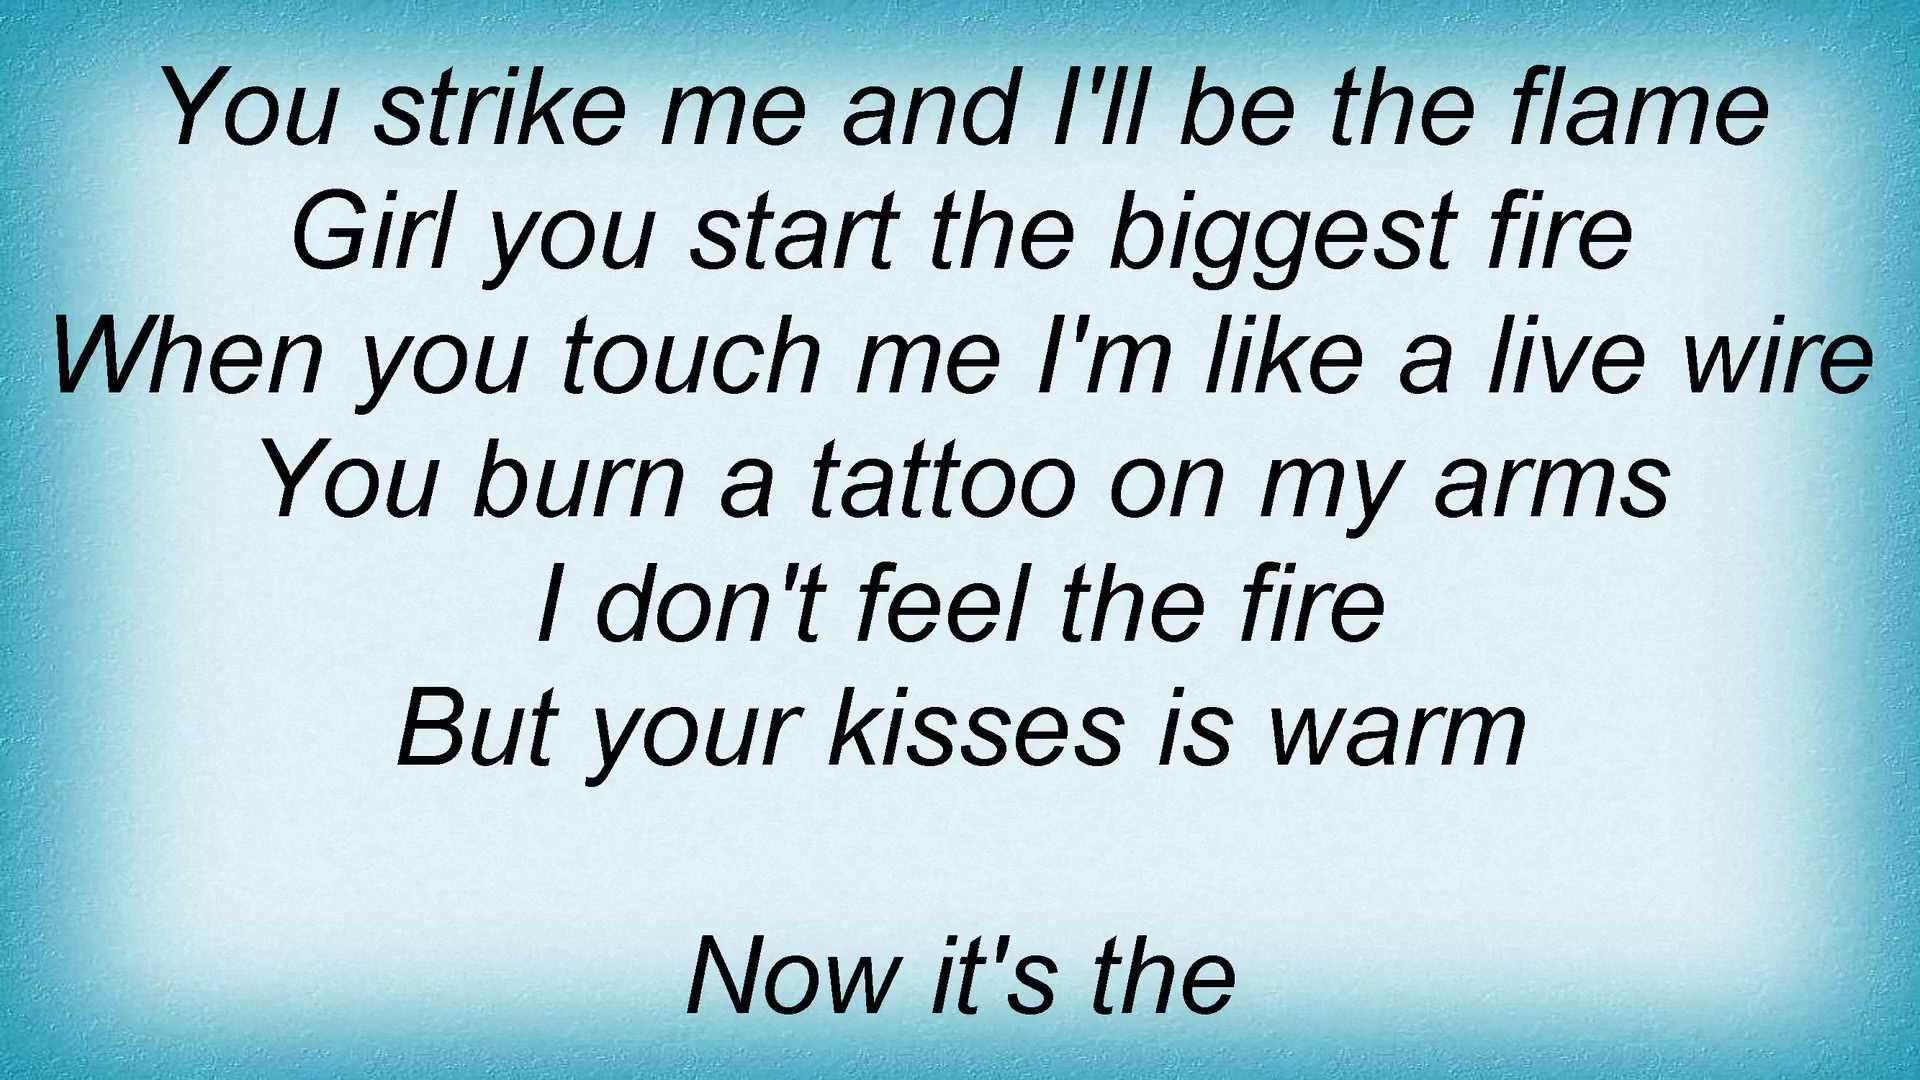 You strike me and I'll be the flame
Girl you start the biggest fire
When you touch me I'm like a live wire
You burn a tattoo on my arms
I don't feel the fire
But your kisses is warm
Now it's the